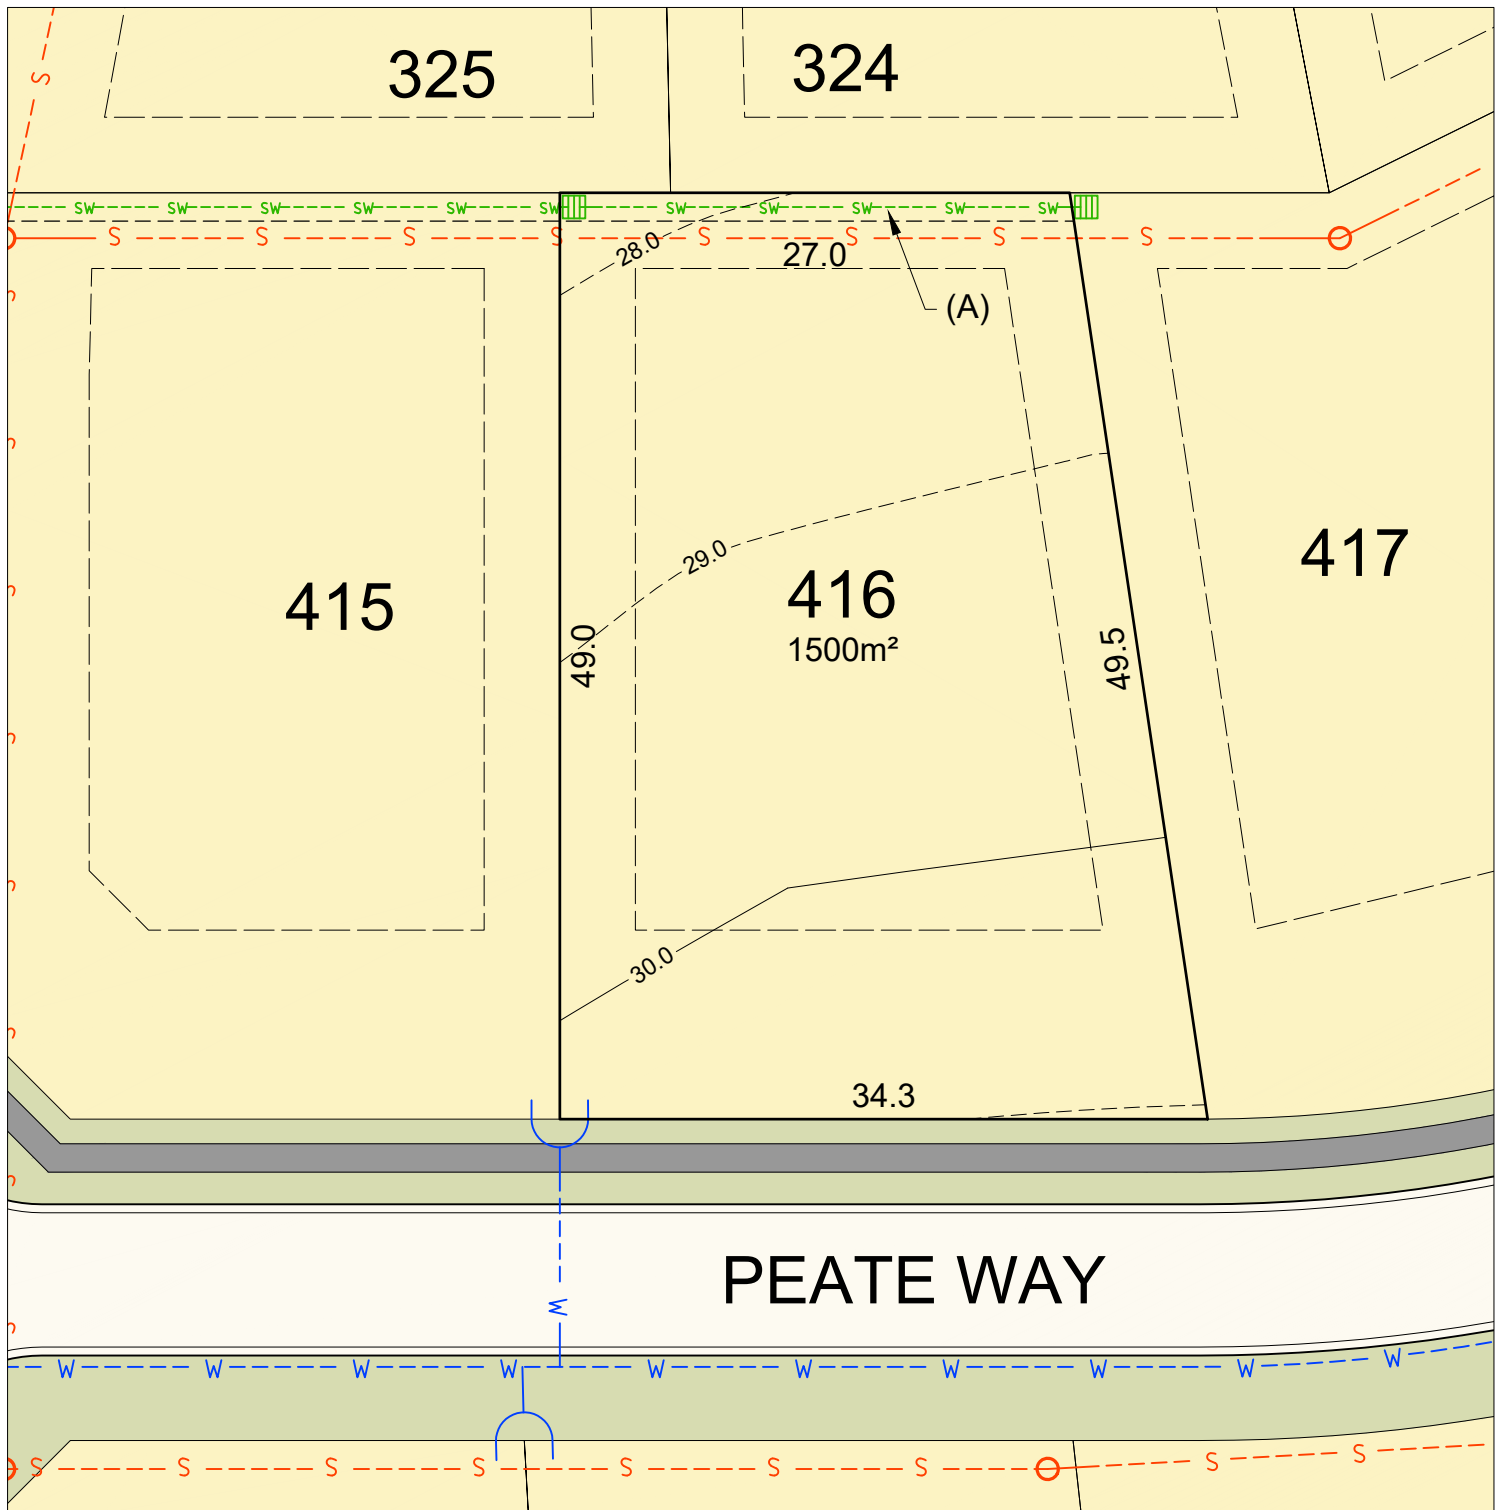 325
324
S
SW SW SW SW SW SW SW SW SW SW SW
S S S S S S S S
28.0
27.0
(A)
29.0
415
416
1500m²
417
49.0
49.5
30.0
34.3
PEATE WAY
W
W W W W W W W W W W
S S S S S S S S S